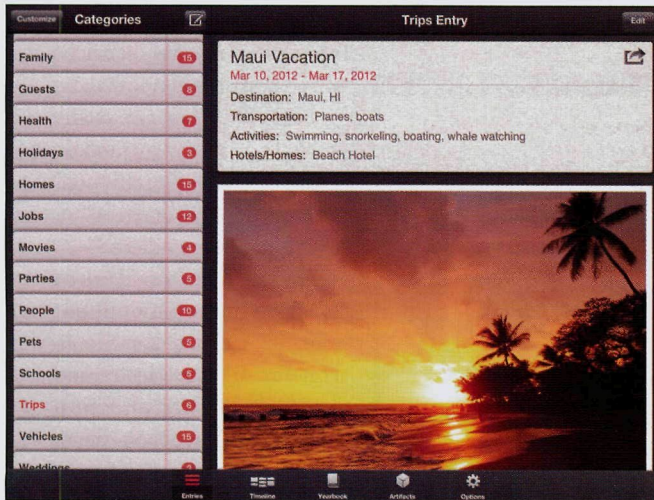 Customize
Categories
Family 15
Guests 8
Health 7
Holidays 3
Homes 15
Jobs 12
Movies 4
Parties 5
People 10
Pets 5
Schools 5
Trips 6
Vehicles 15
Weddings
Trips Entry
Edit
Maui Vacation
Mar 10, 2012 - Mar 17, 2012
Destination: Maui, HI
Transportation: Planes, boats
Activities: Swimming, snorkeling, boating, whale watching
Hotels/Homes: Beach Hotel
Entries
Timeline
Yearbook
Artifacts
Options